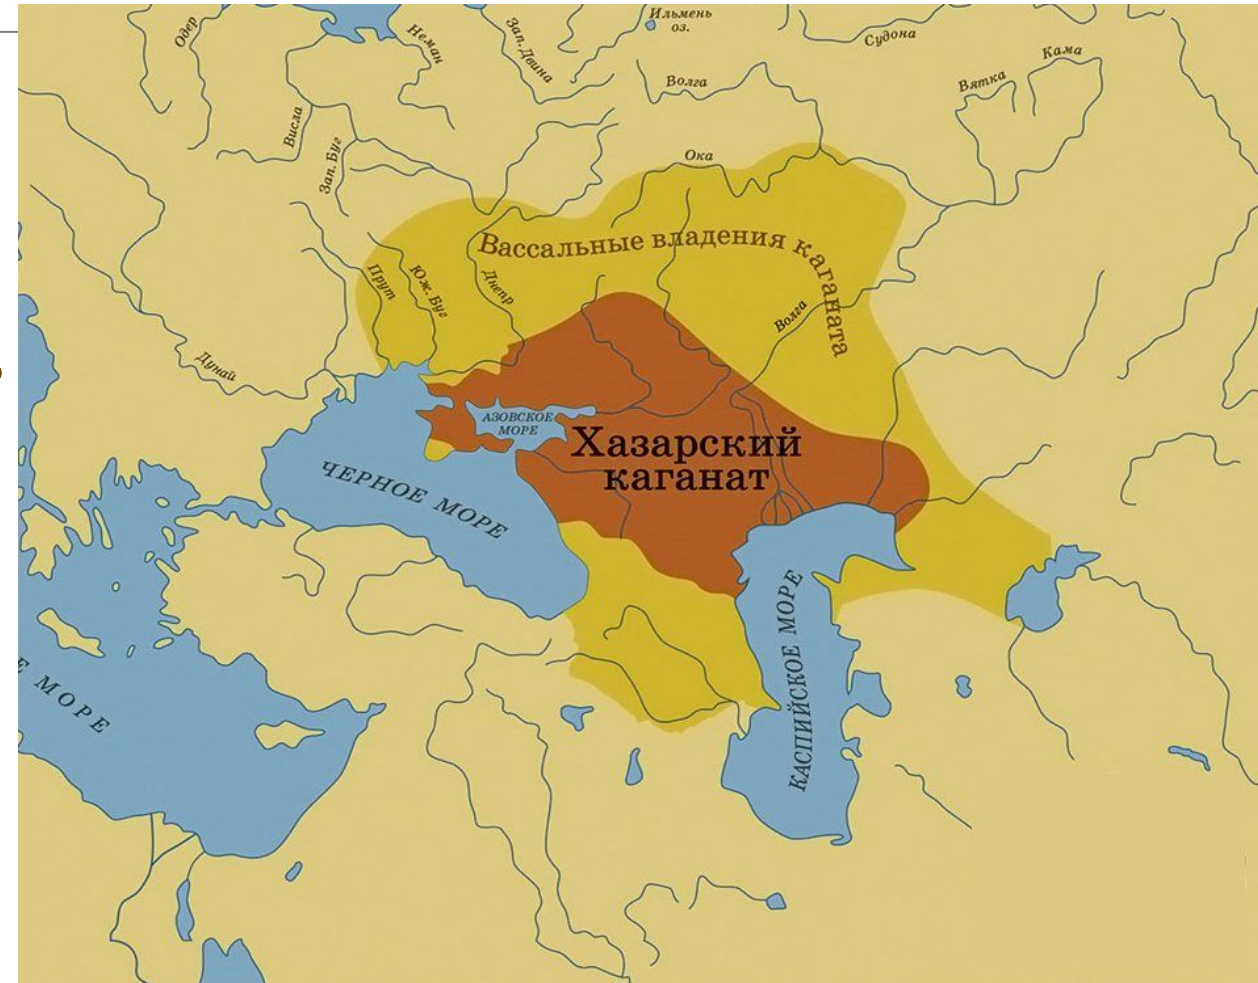 Ильмень
оз.
Одер
Неман
Зап. Двина
Судона
Кама
Вятка
Волга
Висла
Зап. Буг
Ока
Вассальные владения каганата
Прут
Юж. Буг
Днепр
Волга
Дунай
АЗОВСКОЕ
МОРЕ
Хазарский
каганат
ЧЕРНОЕ МОРЕ
КАСПИЙСКОЕ МОРЕ
Е МОРЕ